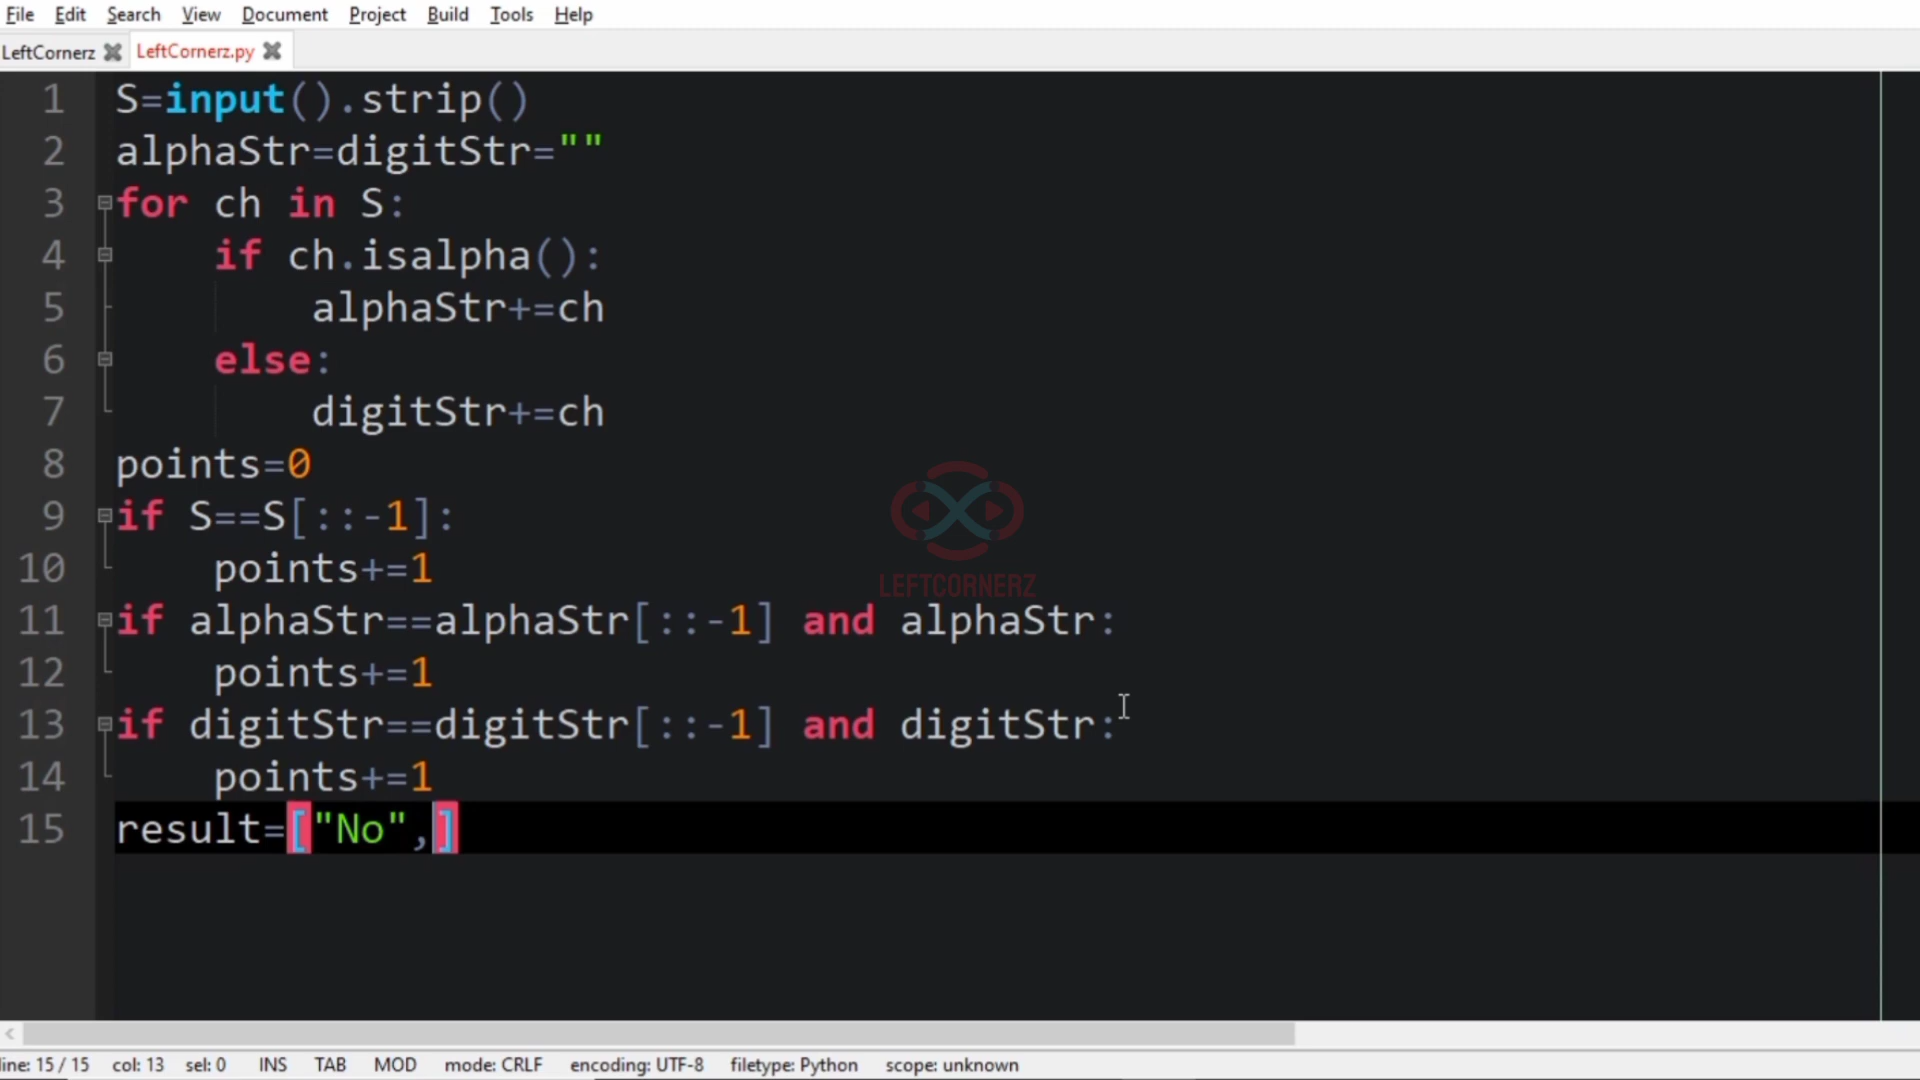 File Edit Search View Document Project Build Tools Help
LeftCornerz LeftCornerz.py
1 S=input().strip()
2 alphaStr=digitStr=""
3 for ch in S:
4     if ch.isalpha():
5         alphaStr+=ch
6     else:
7         digitStr+=ch
8 points=0
9 if S==S[::-1]:
10     points+=1
11 if alphaStr==alphaStr[::-1] and alphaStr:
12     points+=1
13 if digitStr==digitStr[::-1] and digitStr:
14     points+=1
15 result=["No",]
LEFTCORNERZ
line: 15 / 15 col: 13 sel: 0 INS TAB MOD mode: CRLF encoding: UTF-8 filetype: Python scope: unknown